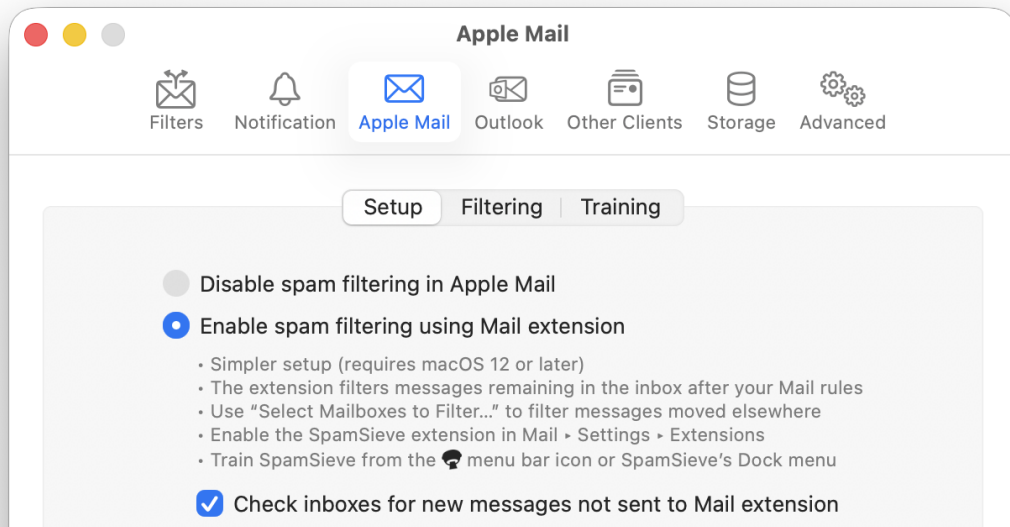 Apple Mail
Filters
Notification
Apple Mail
Outlook
Other Clients
Storage
Advanced
Setup
Filtering
Training
Disable spam filtering in Apple Mail
Enable spam filtering using Mail extension
• Simpler setup (requires macOS 12 or later)
• The extension filters messages remaining in the inbox after your Mail rules
• Use “Select Mailboxes to Filter…” to filter messages moved elsewhere
• Enable the SpamSieve extension in Mail ▸ Settings ▸ Extensions
• Train SpamSieve from the menu bar icon or SpamSieve’s Dock menu
Check inboxes for new messages not sent to Mail extension